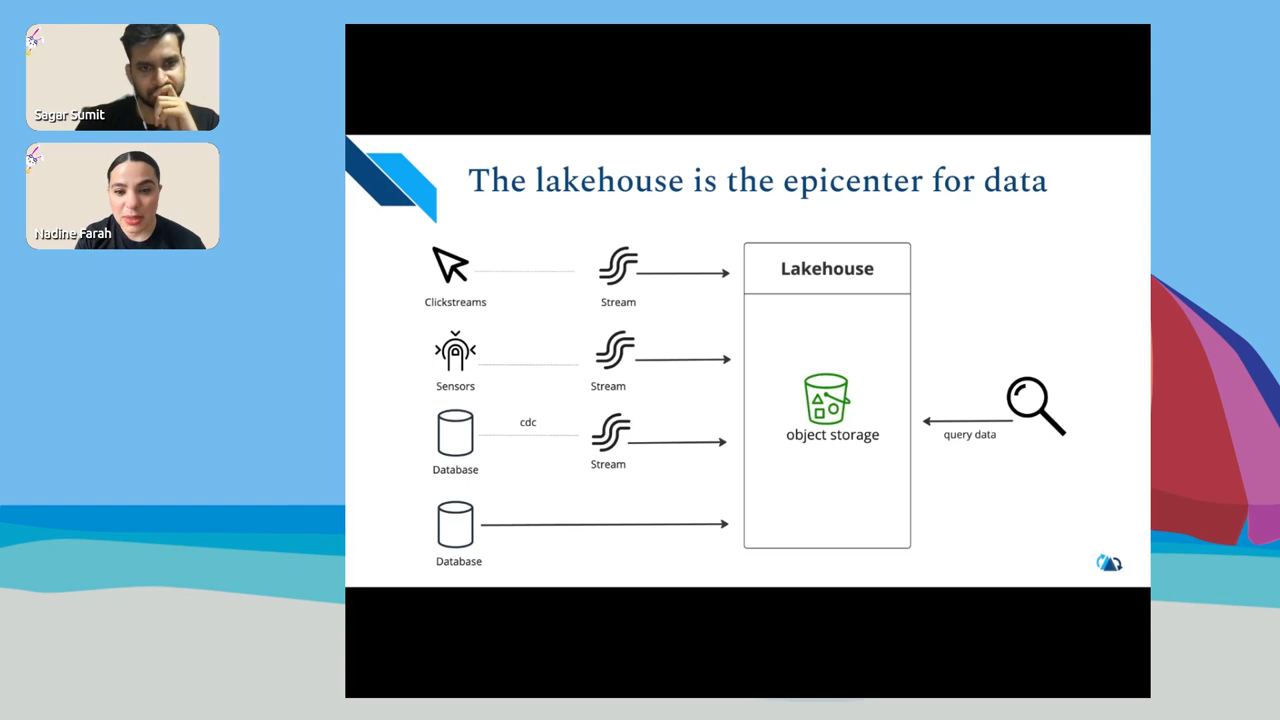 Sagar Sumit
Nadine Farah
The lakehouse is the epicenter for data
Clickstreams
Stream
Lakehouse
Sensors
Stream
cdc
Database
Stream
object storage
query data
Database